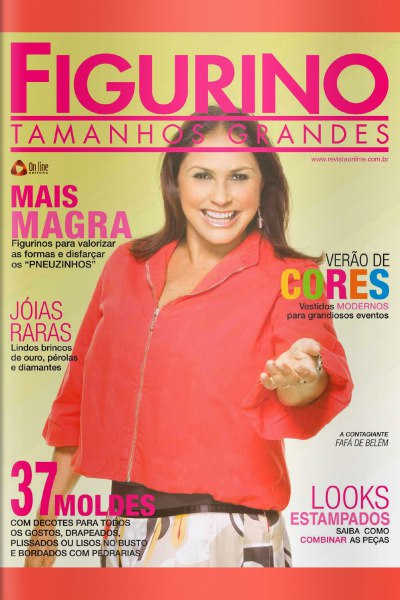 FIGURINO
TAMANHOS GRANDES
On line
EDITORA
www.revistaonline.com.br
MAIS
MAGRA
Figurinos para valorizar
as formas e disfarçar
os “PNEUZINHOS”
VERÃO DE
CORES
Vestidos MODERNOS
para grandiosos eventos
JÓIAS
RARAS
Lindos brincos
de ouro, pérolas
e diamantes
A CONTAGIANTE
FAFÁ DE BELÉM
37 MOLDES
COM DECOTES PARA TODOS
OS GOSTOS, DRAPEADOS,
PLISSADOS OU LISOS NO BUSTO
E BORDADOS COM PEDRARIAS
LOOKS
ESTAMPADOS
SAIBA COMO
COMBINAR AS PEÇAS